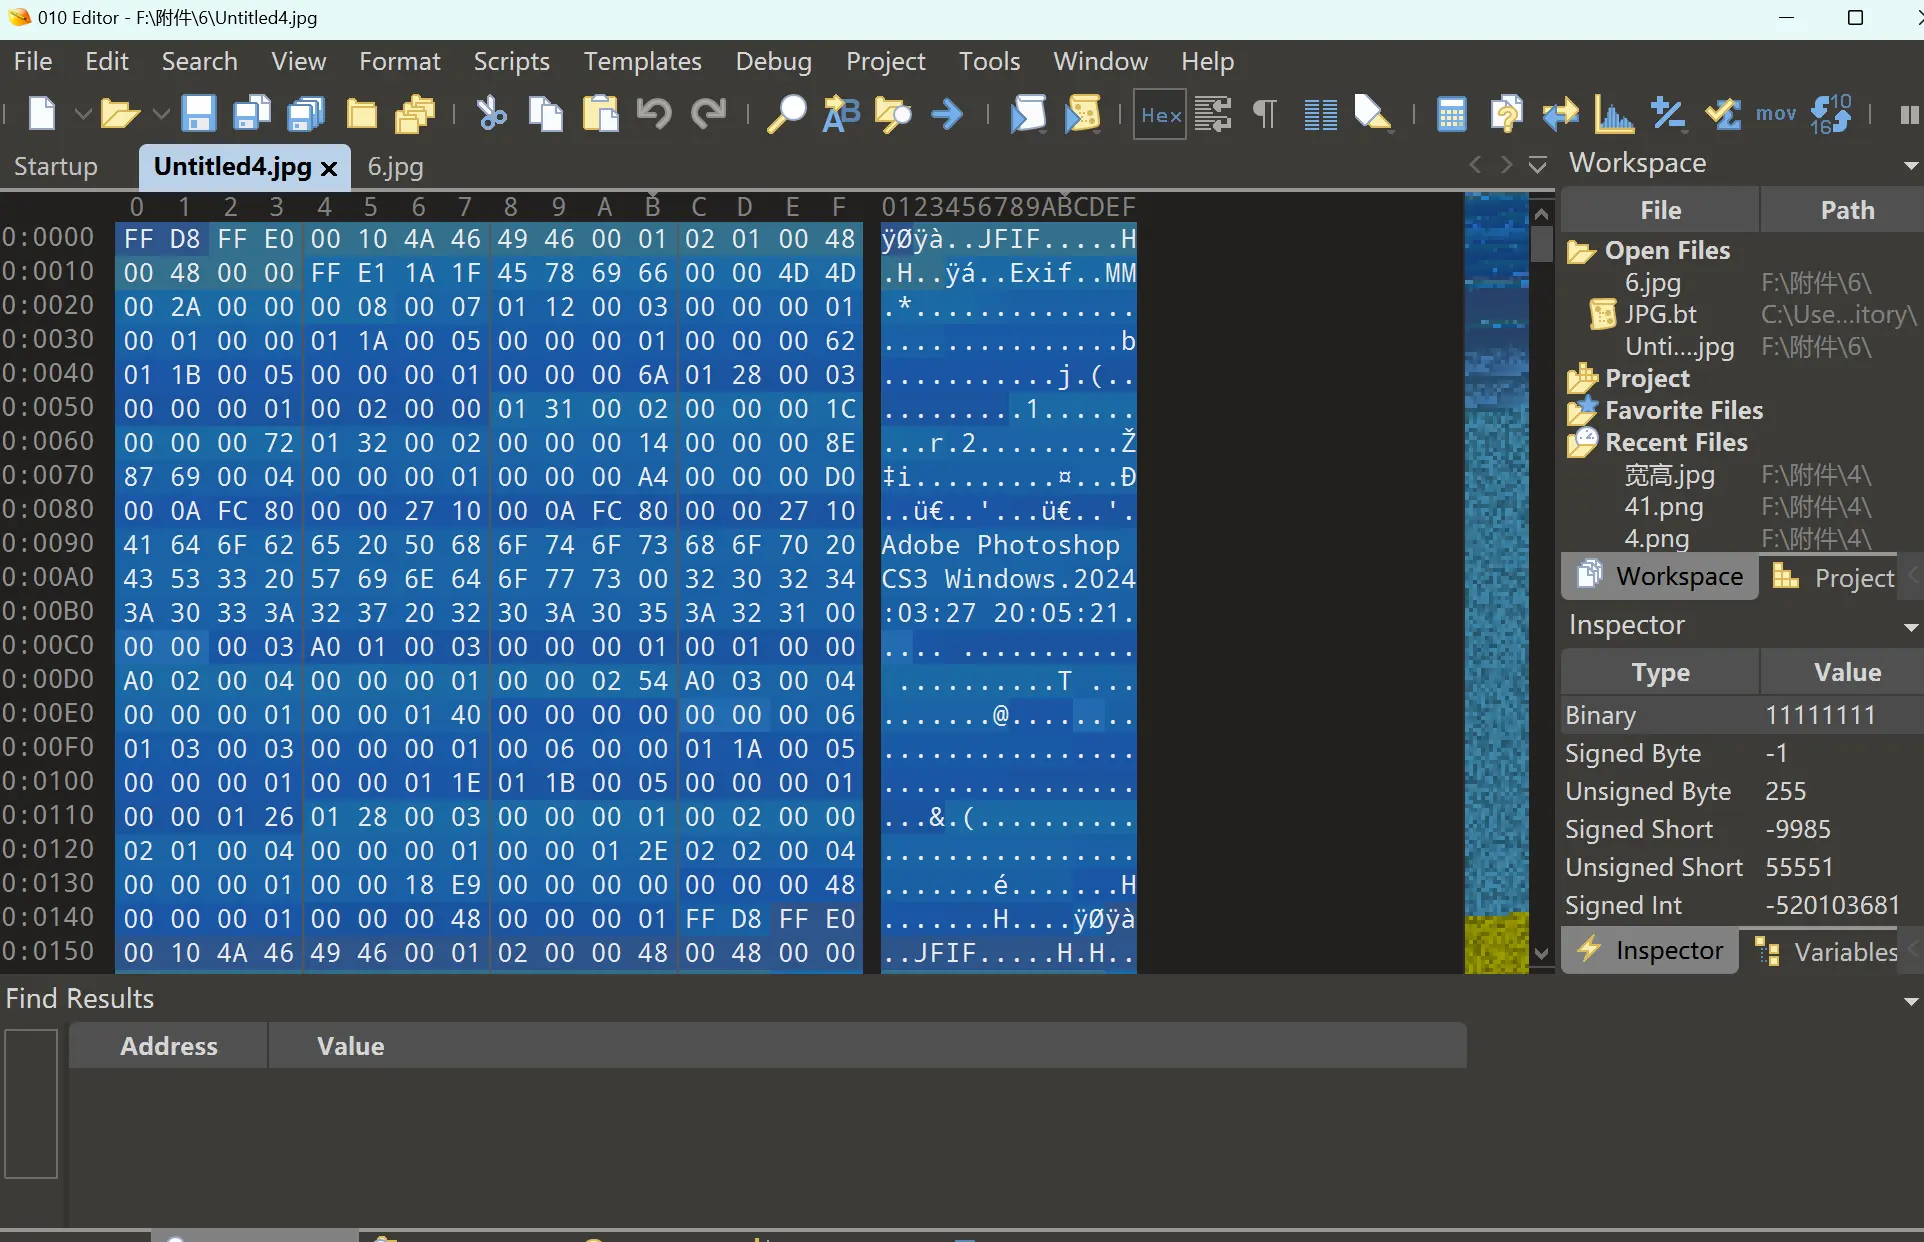 010 Editor - F:\附件\6\Untitled4.jpg
File Edit Search View Format Scripts Templates Debug Project Tools Window Help
Hex mov 10 16
Startup Untitled4.jpg × 6.jpg
0 1 2 3 4 5 6 7 8 9 A B C D E F 0123456789ABCDEF
0:0000 FF D8 FF E0 00 10 4A 46 49 46 00 01 02 01 00 48 ÿØÿà..JFIF.....H
0:0010 00 48 00 00 FF E1 1A 1F 45 78 69 66 00 00 4D 4D .H..ÿá..Exif..MM
0:0020 00 2A 00 00 00 08 00 07 01 12 00 03 00 00 00 01 .*..............
0:0030 00 01 00 00 01 1A 00 05 00 00 00 01 00 00 00 62 ...............b
0:0040 01 1B 00 05 00 00 00 01 00 00 00 6A 01 28 00 03 ...........j.(..
0:0050 00 00 00 01 00 02 00 00 01 31 00 02 00 00 00 1C .........1......
0:0060 00 00 00 72 01 32 00 02 00 00 00 14 00 00 00 8E ...r.2.........Ž
0:0070 87 69 00 04 00 00 00 01 00 00 00 A4 00 00 00 D0 ‡i.........¤...Ð
0:0080 00 0A FC 80 00 00 27 10 00 0A FC 80 00 00 27 10 ..ü€..'...ü€..'.
0:0090 41 64 6F 62 65 20 50 68 6F 74 6F 73 68 6F 70 20 Adobe Photoshop
0:00A0 43 53 33 20 57 69 6E 64 6F 77 73 00 32 30 32 34 CS3 Windows.2024
0:00B0 3A 30 33 3A 32 37 20 32 30 3A 30 35 3A 32 31 00 :03:27 20:05:21.
0:00C0 00 00 00 03 A0 01 00 03 00 00 00 01 00 01 00 00 .... ...........
0:00D0 A0 02 00 04 00 00 00 01 00 00 02 54 A0 03 00 04 ..........T ...
0:00E0 00 00 00 01 00 00 01 40 00 00 00 00 00 00 00 06 .......@........
0:00F0 01 03 00 03 00 00 00 01 00 06 00 00 01 1A 00 05 ................
0:0100 00 00 00 01 00 00 01 1E 01 1B 00 05 00 00 00 01 ................
0:0110 00 00 01 26 01 28 00 03 00 00 00 01 00 02 00 00 ...&.(..........
0:0120 02 01 00 04 00 00 00 01 00 00 01 2E 02 02 00 04 ................
0:0130 00 00 00 01 00 00 18 E9 00 00 00 00 00 00 00 48 .......é.......H
0:0140 00 00 00 01 00 00 00 48 00 00 00 01 FF D8 FF E0 .......H....ÿØÿà
0:0150 00 10 4A 46 49 46 00 01 02 00 00 48 00 48 00 00 ..JFIF.....H.H..
Workspace
File Path
Open Files
6.jpg F:\附件\6\
JPG.bt C:\Use...itory\
Unti....jpg F:\附件\6\
Project
Favorite Files
Recent Files
宽高.jpg F:\附件\4\
41.png F:\附件\4\
4.png F:\附件\4\
Workspace Project
Inspector
Type Value
Binary 11111111
Signed Byte -1
Unsigned Byte 255
Signed Short -9985
Unsigned Short 55551
Signed Int -520103681
Inspector Variables
Find Results
Address Value